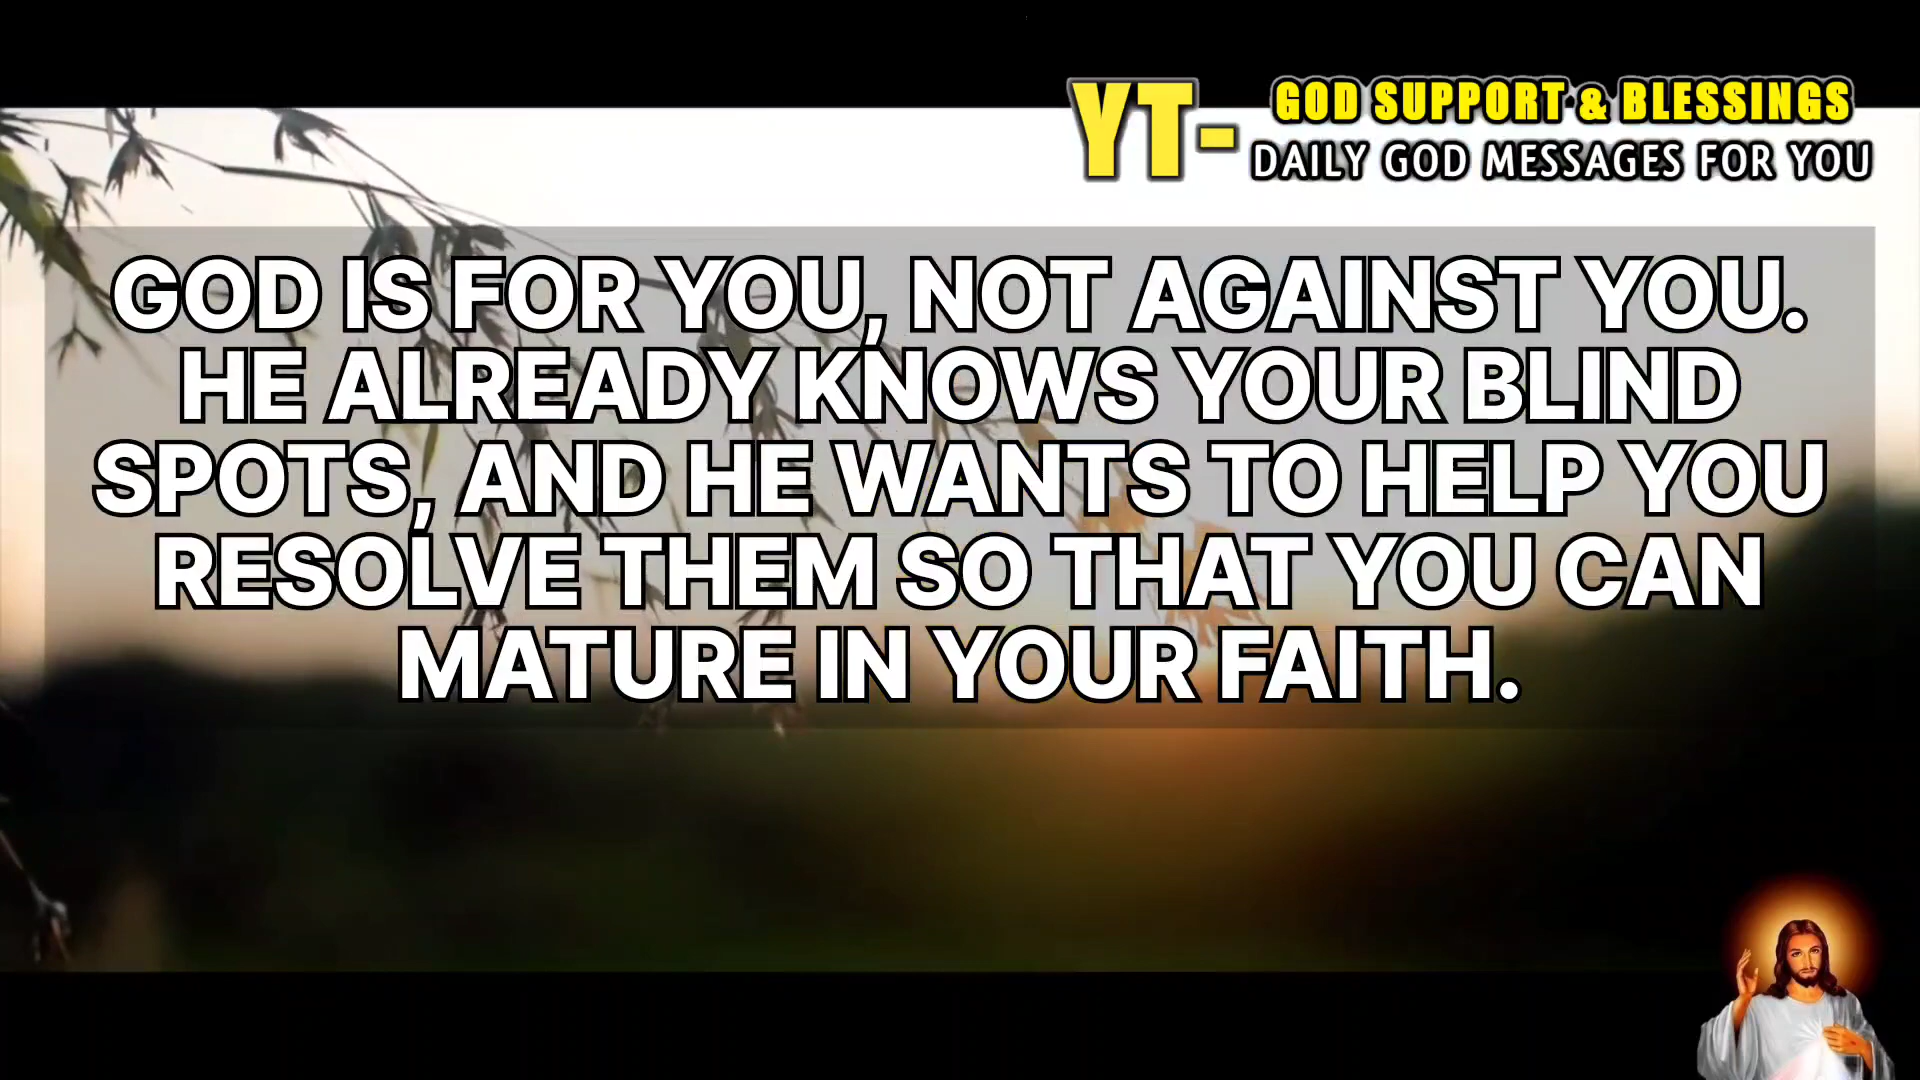 YT- GOD SUPPORT & BLESSINGS
DAILY GOD MESSAGES FOR YOU
GOD IS FOR YOU, NOT AGAINST YOU.
HE ALREADY KNOWS YOUR BLIND
SPOTS, AND HE WANTS TO HELP YOU
RESOLVE THEM SO THAT YOU CAN
MATURE IN YOUR FAITH.